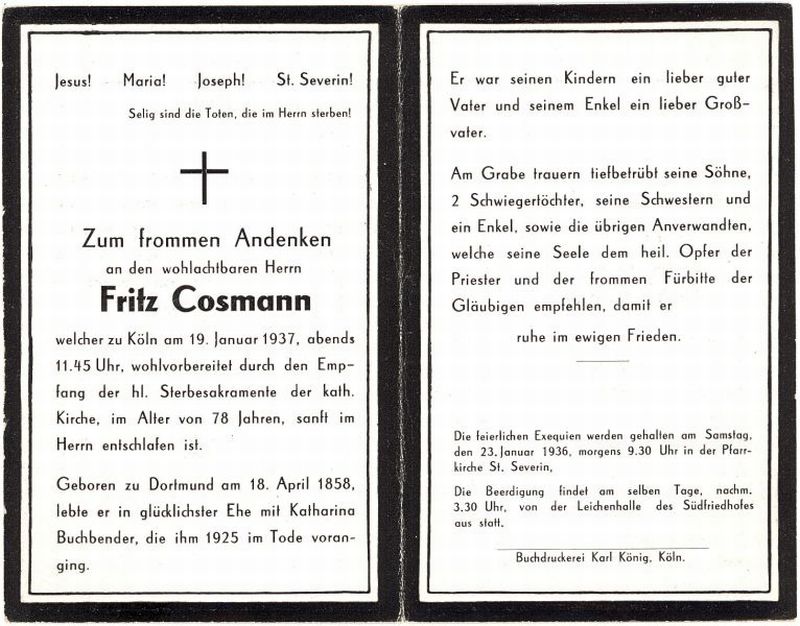 Jesus! Maria! Joseph! St. Severin!
Selig sind die Toten, die im Herrn sterben!
Zum frommen Andenken
an den wohlachtbaren Herrn
Fritz Cosmann
welcher zu Köln am 19. Januar 1937, abends
11.45 Uhr, wohlvorbereitet durch den Emp-
fang der hl. Sterbesakramente der kath.
Kirche, im Alter von 78 Jahren, sanft im
Herrn entschlafen ist.
Geboren zu Dortmund am 18. April 1858,
lebte er in glücklichster Ehe mit Katharina
Buchbender, die ihm 1925 im Tode voran-
ging.
Er war seinen Kindern ein lieber guter
Vater und seinem Enkel ein lieber Groß-
vater.
Am Grabe trauern tiefbetrübt seine Söhne,
2 Schwiegertöchter, seine Schwestern und
ein Enkel, sowie die übrigen Anverwandten,
welche seine Seele dem heil. Opfer der
Priester und der frommen Fürbitte der
Gläubigen empfehlen, damit er
ruhe im ewigen Frieden.
Die feierlichen Exequien werden gehalten am Samstag,
den 23. Januar 1936, morgens 9.30 Uhr in der Pfarr-
kirche St. Severin,
Die Beerdigung findet am selben Tage, nachm.
3.30 Uhr, von der Leichenhalle des Südfriedhofes
aus statt.
Buchdruckerei Karl König, Köln.